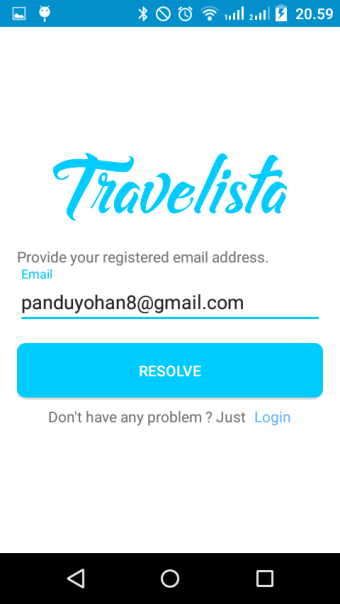 20.59
Travelista
Provide your registered email address.
Email
panduyohan8@gmail.com
RESOLVE
Don't have any problem ? Just Login